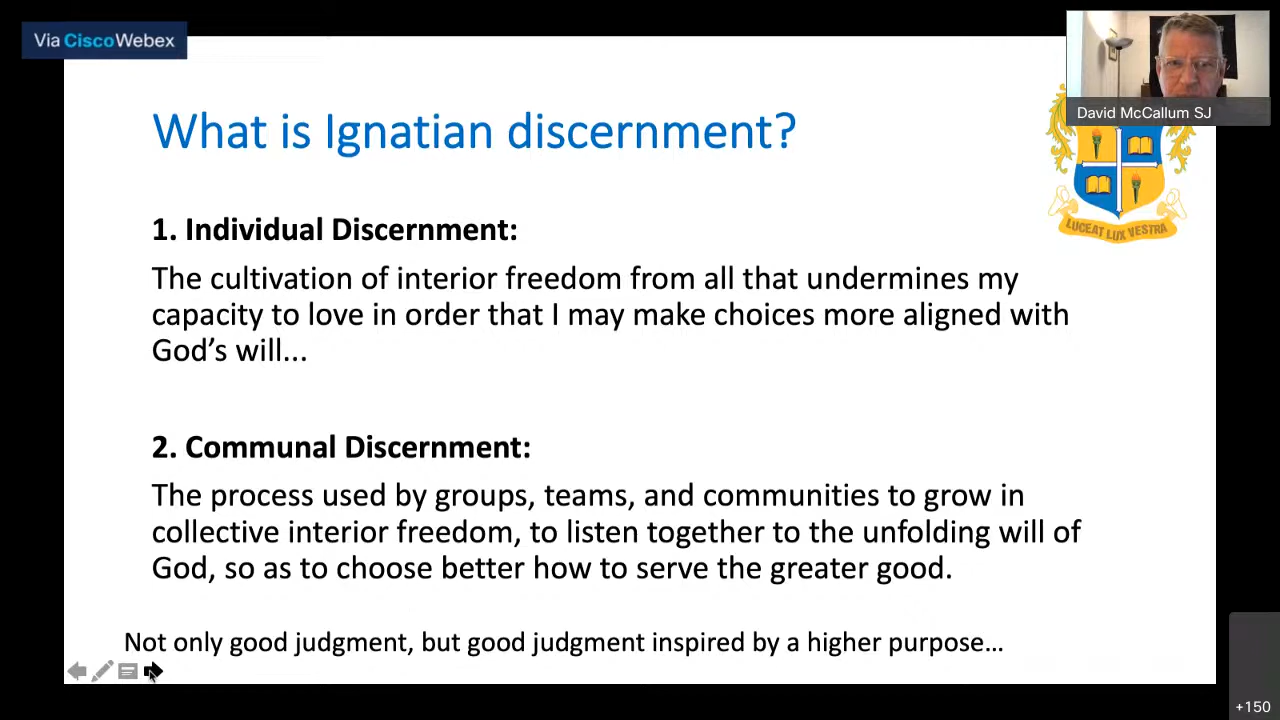 Via CiscoWebex
David McCallum SJ
What is Ignatian discernment?
LUCEAT LUX VESTRA
1. Individual Discernment:
The cultivation of interior freedom from all that undermines my
capacity to love in order that I may make choices more aligned with
God’s will...
2. Communal Discernment:
The process used by groups, teams, and communities to grow in
collective interior freedom, to listen together to the unfolding will of
God, so as to choose better how to serve the greater good.
Not only good judgment, but good judgment inspired by a higher purpose…
+150